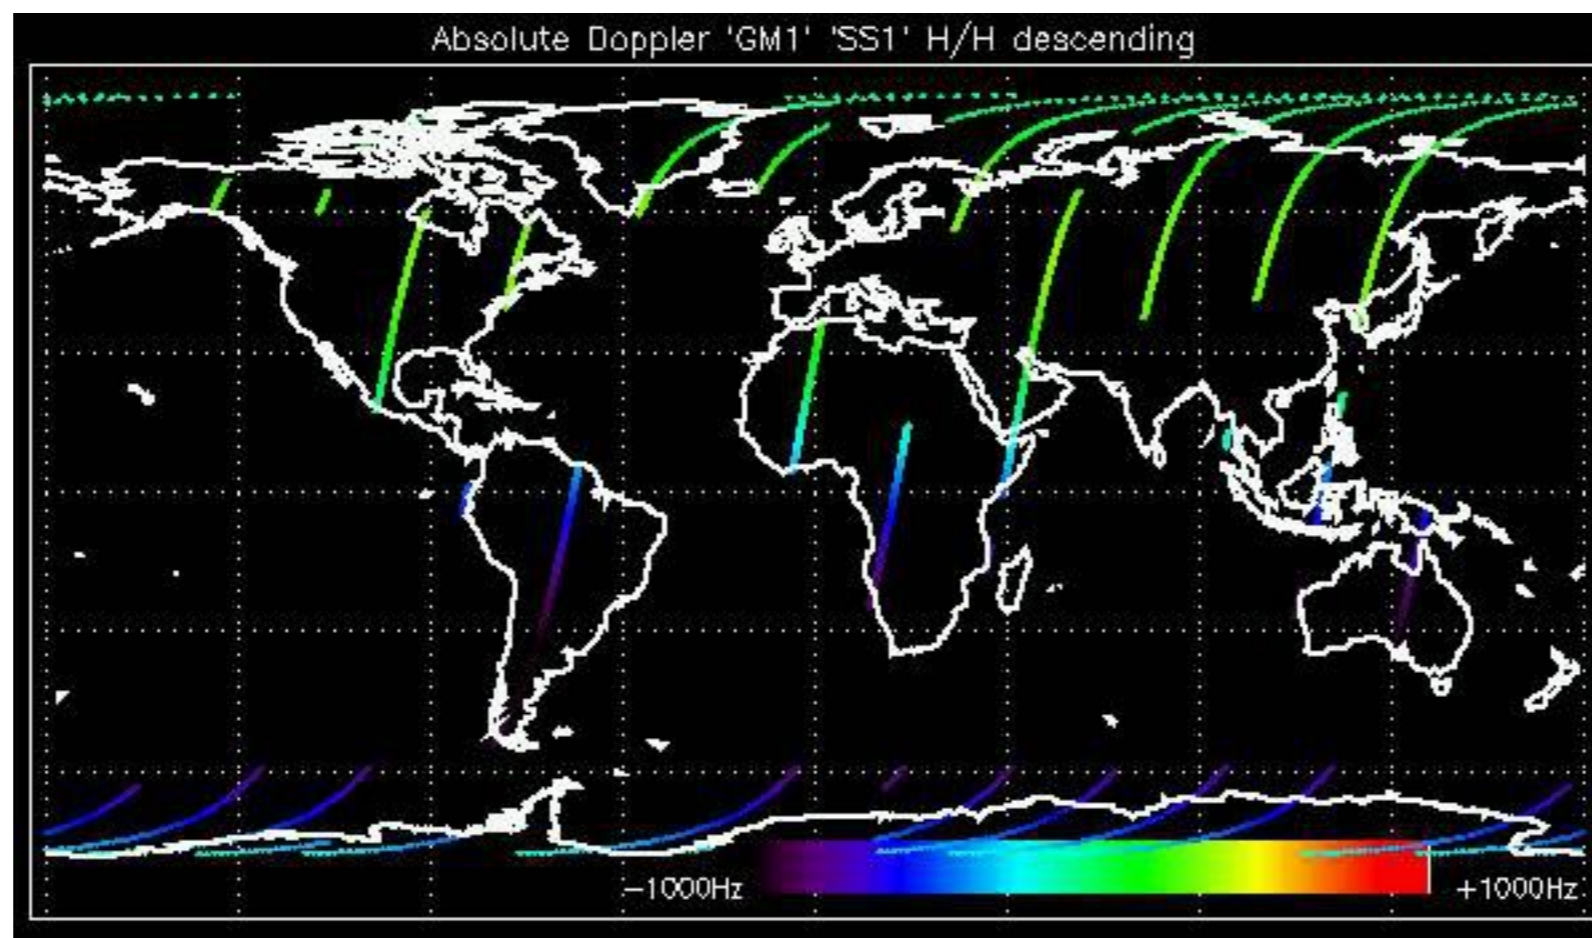 Absolute Doppler 'GM1' 'SS1' H/H descending
−1000Hz
+1000Hz